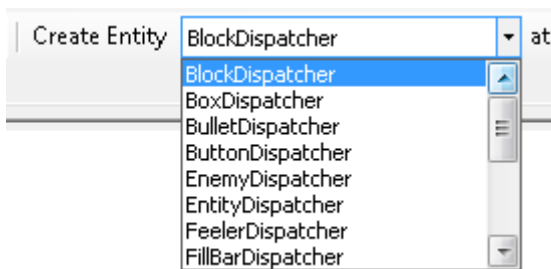 Create Entity BlockDispatcher at
BlockDispatcher
BoxDispatcher
BulletDispatcher
ButtonDispatcher
EnemyDispatcher
EntityDispatcher
FeelerDispatcher
FillBarDispatcher